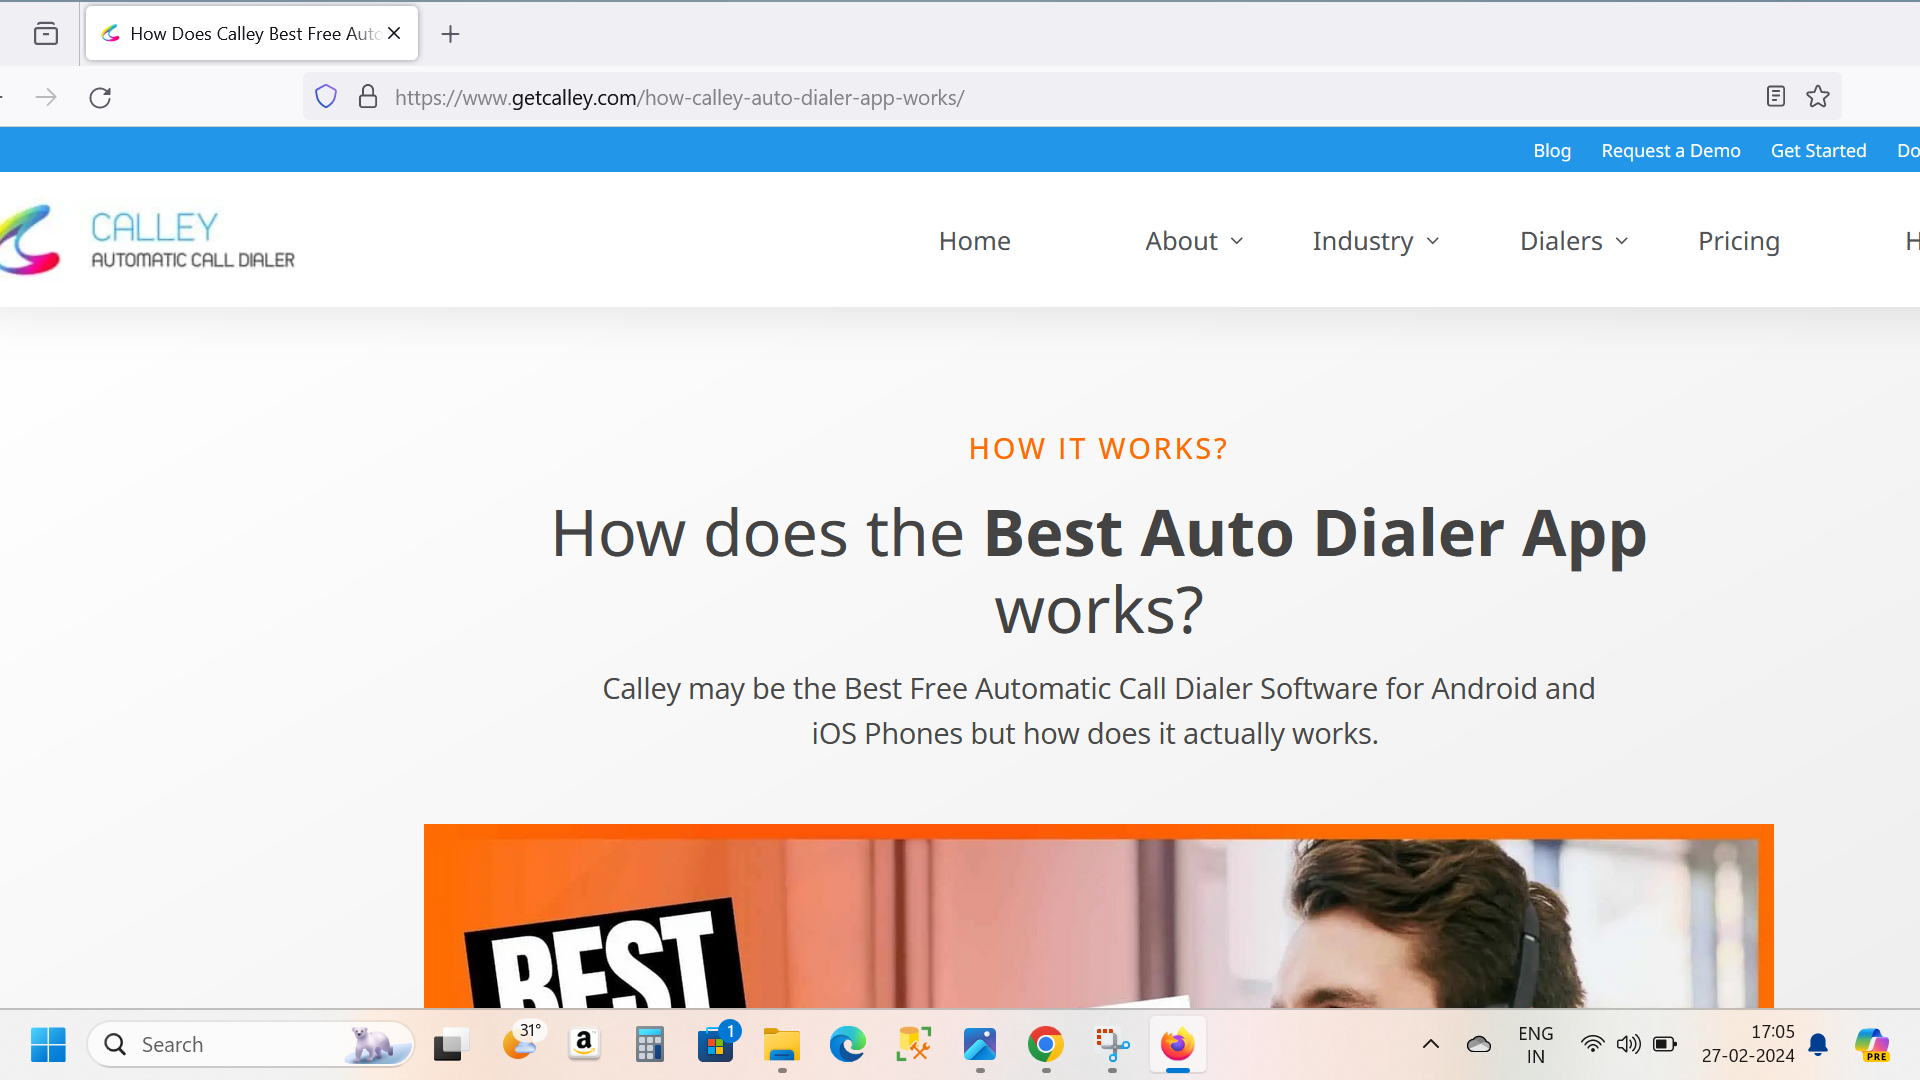 How Does Calley Best Free Auto
https://www.getcalley.com/how-calley-auto-dialer-app-works/
Blog Request a Demo Get Started Do
CALLEY
AUTOMATIC CALL DIALER
Home About Industry Dialers Pricing H
HOW IT WORKS?
How does the Best Auto Dialer App
works?
Calley may be the Best Free Automatic Call Dialer Software for Android and
iOS Phones but how does it actually works.
BEST
Search
31°
a
1
ENG
IN
17:05
27-02-2024
PRE